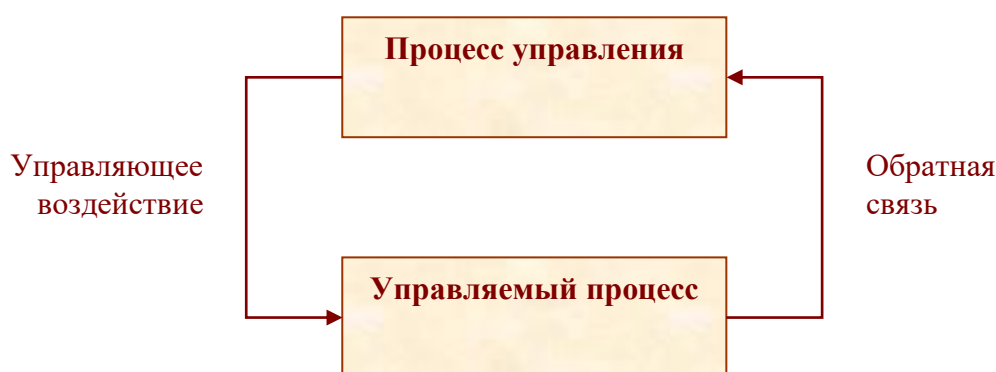 Процесс управления
Управляющее
воздействие
Обратная
связь
Управляемый процесс